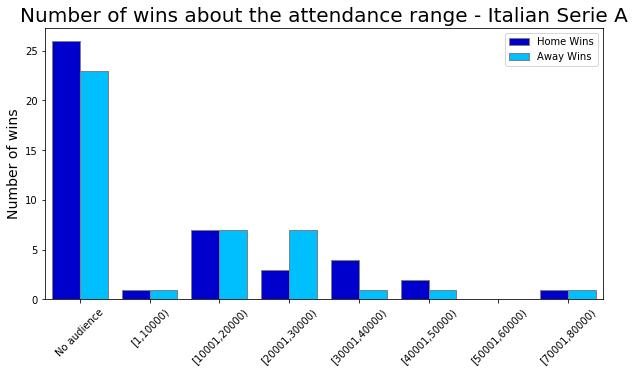 Number of wins about the attendance range - Italian Serie A
Home Wins
Away Wins
Number of wins
25
20
15
10
5
0
No audience
[1,10000)
[10001,20000)
[20001,30000)
[30001,40000)
[40001,50000)
[50001,60000)
[70001,80000)